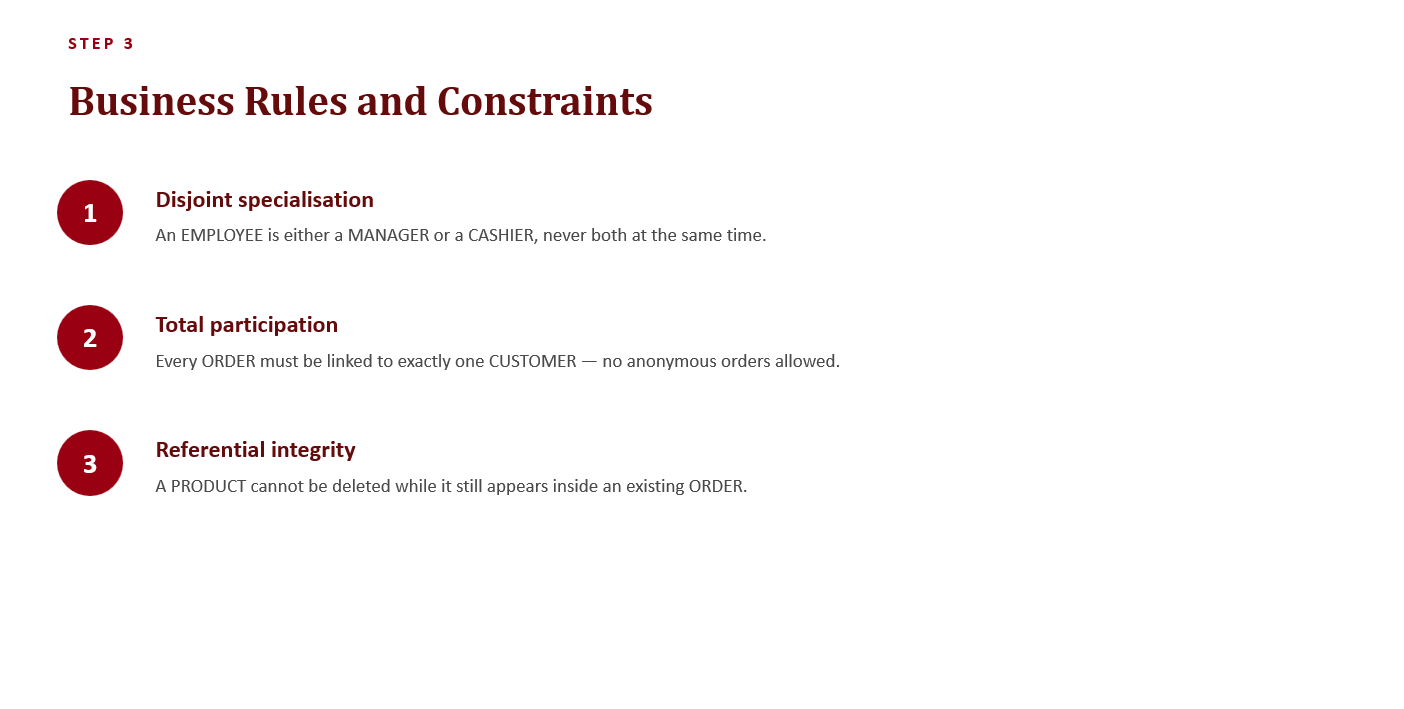 STEP 3
Business Rules and Constraints
1
Disjoint specialisation
An EMPLOYEE is either a MANAGER or a CASHIER, never both at the same time.
2
Total participation
Every ORDER must be linked to exactly one CUSTOMER — no anonymous orders allowed.
3
Referential integrity
A PRODUCT cannot be deleted while it still appears inside an existing ORDER.